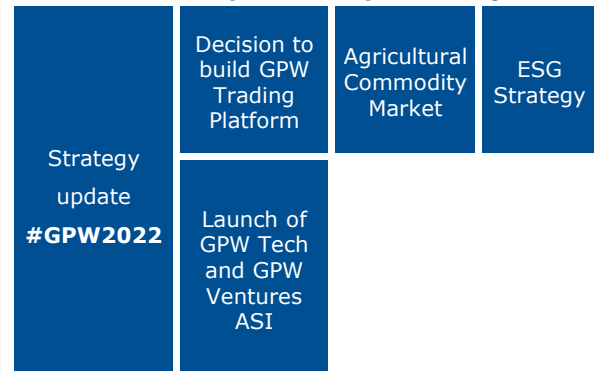 Strategy
update
#GPW2022
Decision to
build GPW
Trading
Platform
Agricultural
Commodity
Market
ESG
Strategy
Launch of
GPW Tech
and GPW
Ventures
ASI